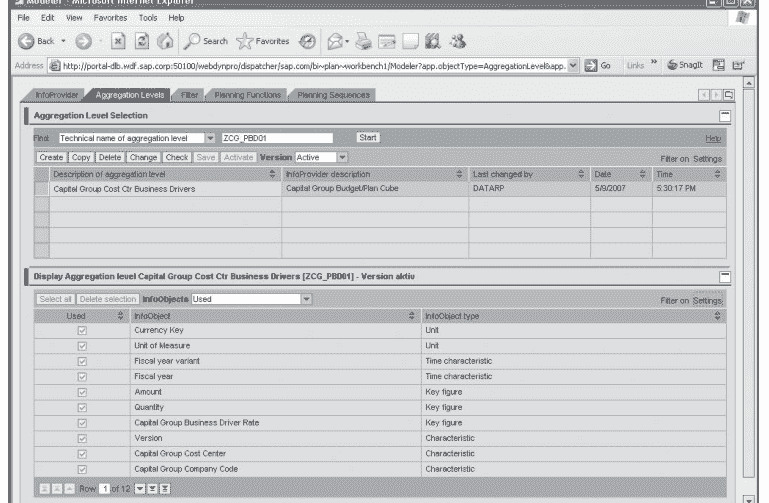 Modeler - Microsoft Internet Explorer
File Edit View Favorites Tools Help
Back Search Favorites
Address http://portal-db.wdf.sap.corp:50100/webdynpro/dispatcher/sap.com/bi~plan~workbench1/Modeler?app.objectType=AggregationLevel&app. Go Links » SnagIt
InfoProvider Aggregation Levels Filter Planning Functions Planning Sequences
Aggregation Level Selection
Find: Technical name of aggregation level ZCG_PBD01 Start Help
Create Copy Delete Change Check Save Activate Version Active Filter on Settings
Description of aggregation level InfoProvider description Last changed by Date Time
Capital Group Cost Ctr Business Drivers Capital Group Budget/Plan Cube DATARP 5/9/2007 5:30:17 PM
Display Aggregation level Capital Group Cost Ctr Business Drivers [ZCG_PBD01] - Version aktiv
Select all Delete selection InfoObjects Used Filter on Settings
Used InfoObject InfoObject type
Currency Key Unit
Unit of Measure Unit
Fiscal year variant Time characteristic
Fiscal year Time characteristic
Amount Key figure
Quantity Key figure
Capital Group Business Driver Rate Key figure
Version Characteristic
Capital Group Cost Center Characteristic
Capital Group Company Code Characteristic
Row 1 of 12